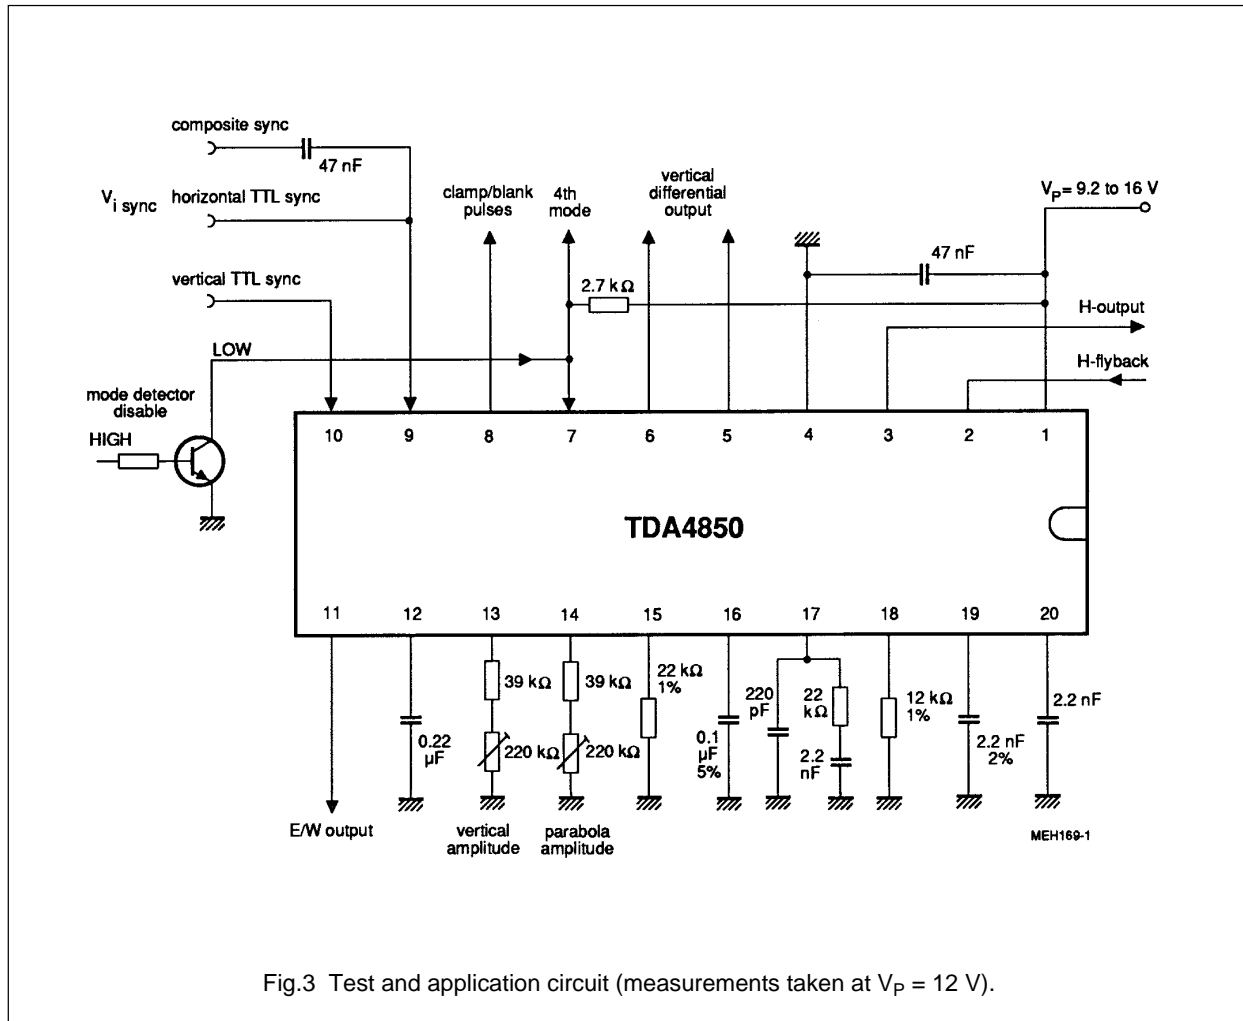 composite sync
47 nF
V_i sync
horizontal TTL sync
vertical TTL sync
clamp/blank
pulses
4th
mode
vertical
differential
output
V_P = 9.2 to 16 V
47 nF
2.7 kΩ
H-output
H-flyback
LOW
mode detector
disable
HIGH
10 9 8 7 6 5 4 3 2 1
TDA4850
11 12 13 14 15 16 17 18 19 20
0.22
µF
39 kΩ
220 kΩ
39 kΩ
220 kΩ
22 kΩ
1%
0.1
µF
5%
220
pF
22
kΩ
2.2
nF
12 kΩ
1%
2.2 nF
2%
2.2 nF
E/W output
vertical
amplitude
parabola
amplitude
MEH169-1
Fig.3 Test and application circuit (measurements taken at V_P = 12 V).